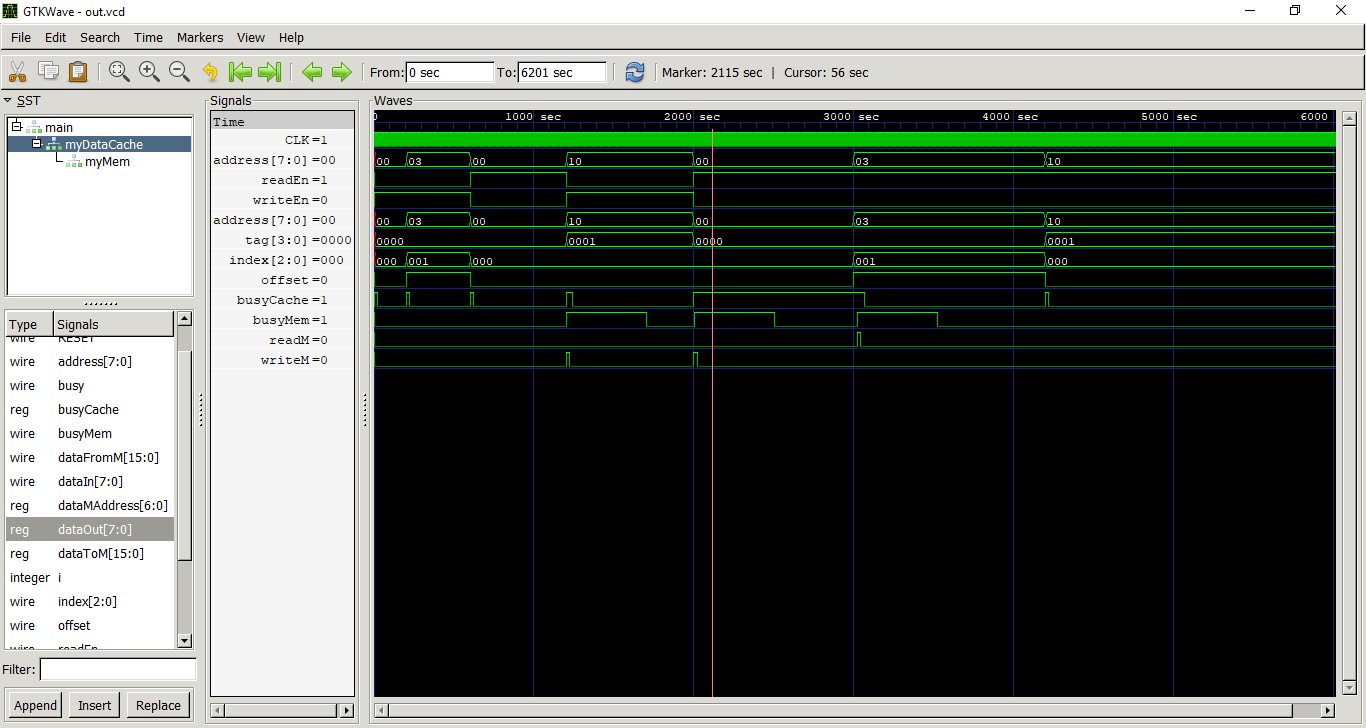 GTKWave - out.vcd
File Edit Search Time Markers View Help
From: 0 sec To: 6201 sec Marker: 2115 sec | Cursor: 56 sec
SST
main
myDataCache
myMem
Type Signals
wire RESET
wire address[7:0]
wire busy
reg busyCache
wire busyMem
wire dataFromM[15:0]
wire dataIn[7:0]
reg dataMAddress[6:0]
reg dataOut[7:0]
reg dataToM[15:0]
integer i
wire index[2:0]
wire offset
wire readEn
Filter:
Append Insert Replace
Signals
Time
CLK =1
address[7:0] =00
readEn =1
writeEn =0
address[7:0] =00
tag[3:0] =0000
index[2:0] =000
offset =0
busyCache =1
busyMem =1
readM =0
writeM =0
Waves
0 1000 sec 2000 sec 3000 sec 4000 sec 5000 sec 6000
00 03 00 10 00 03 10
00 03 00 10 00 03 10
0000 0001 0000 0001
000 001 000 001 000